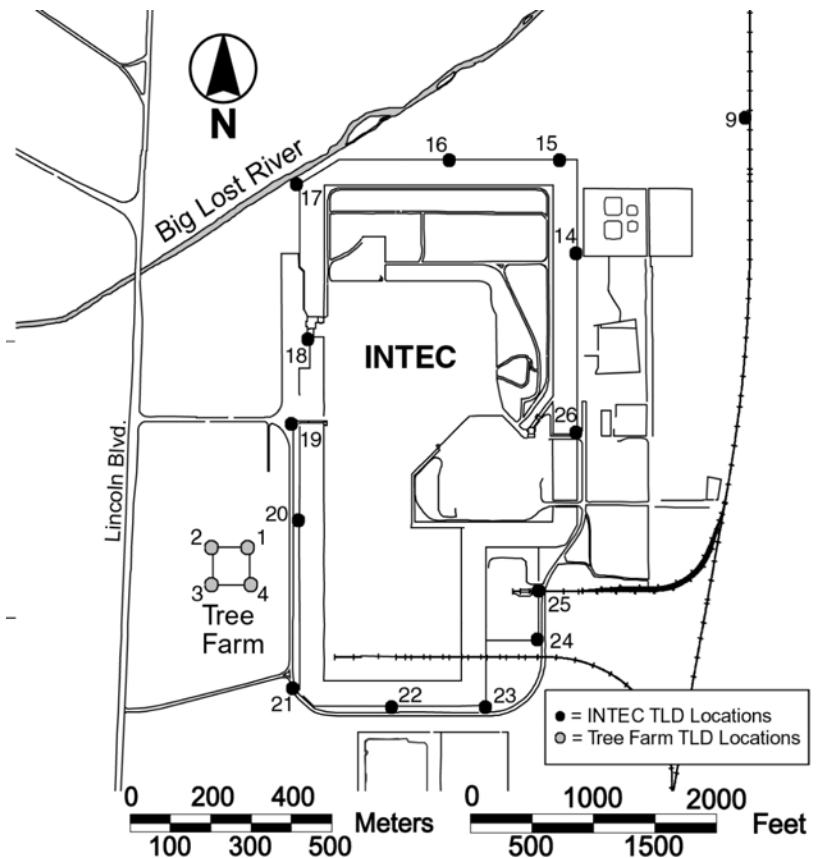 9
16
15
N
Big Lost River
17
14
18
INTEC
26
19
Lincoln Blvd.
20
2
1
3
4
25
Tree
Farm
24
21
22
23
= INTEC TLD Locations
= Tree Farm TLD Locations
0 200 400
Meters
100 300 500
0 1000 2000
Feet
500 1500